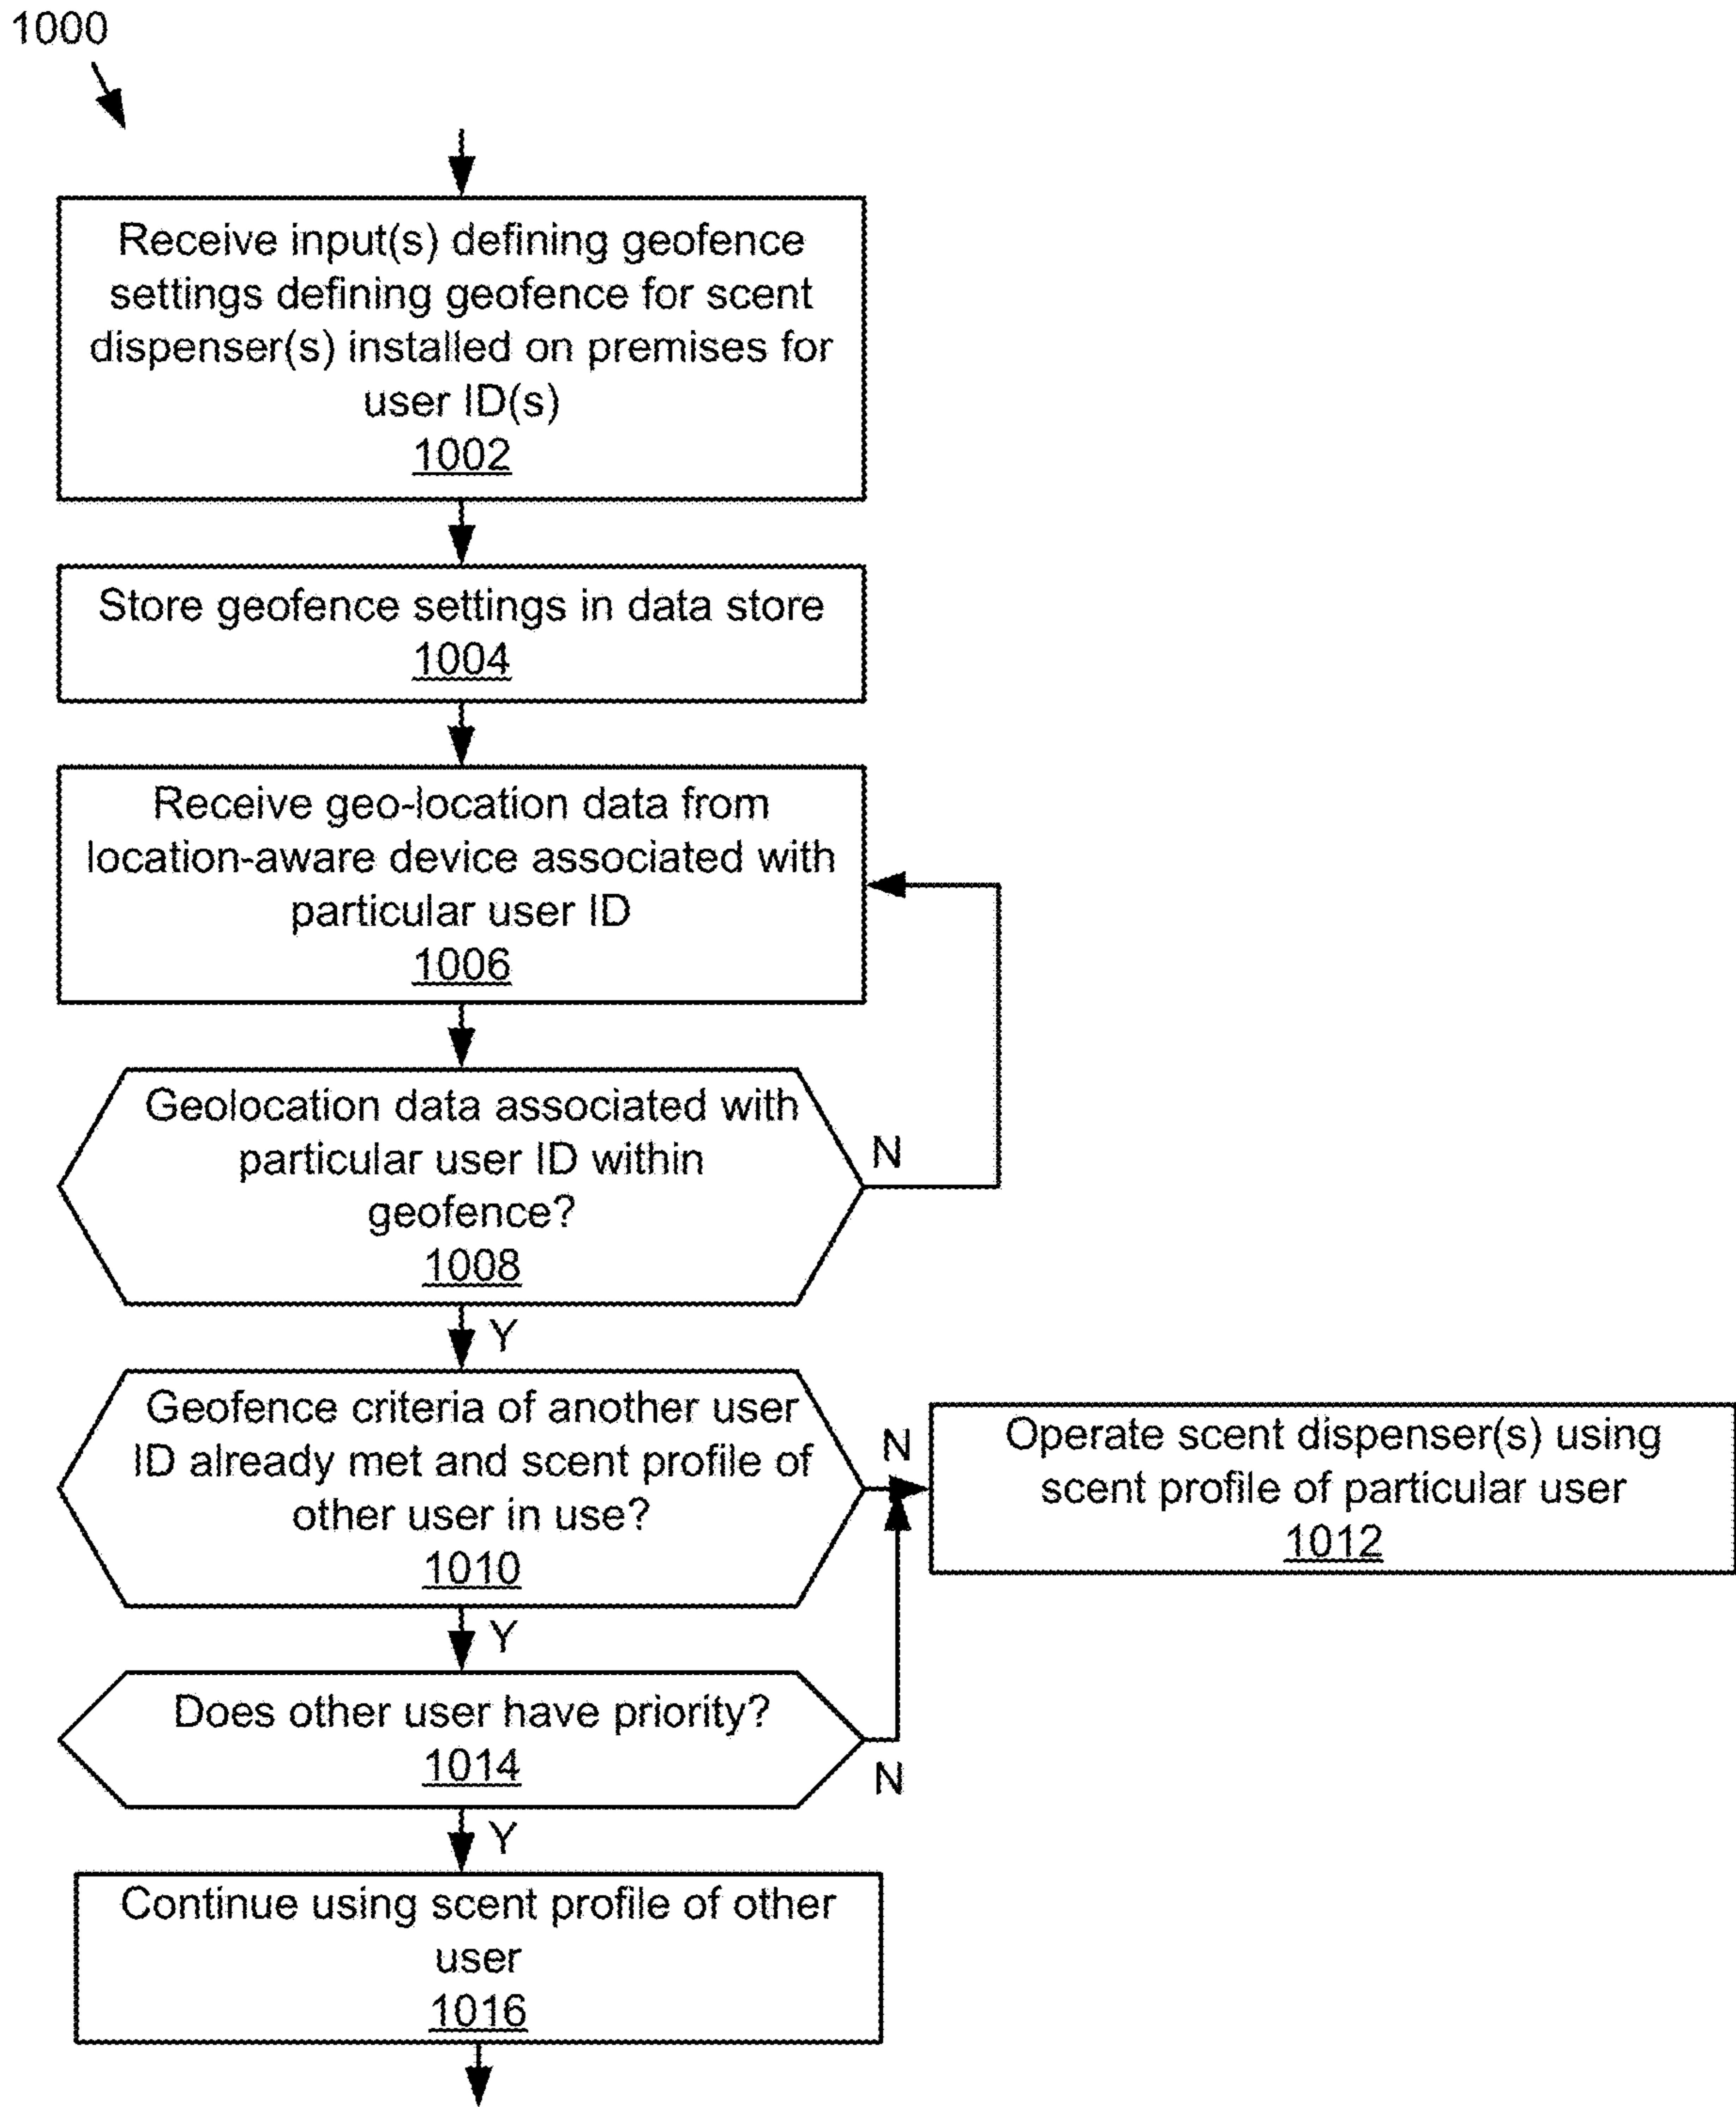 1000
Receive input(s) defining geofence
settings defining geofence for scent
dispenser(s) installed on premises for
user ID(s)
1002
Store geofence settings in data store
1004
Receive geo-location data from
location-aware device associated with
particular user ID
1006
Geolocation data associated with
particular user ID within
geofence?
1008
N
Y
Geofence criteria of another user
ID already met and scent profile of
other user in use?
1010
N
Operate scent dispenser(s) using
scent profile of particular user
1012
Y
Does other user have priority?
1014
N
Y
Continue using scent profile of other
user
1016